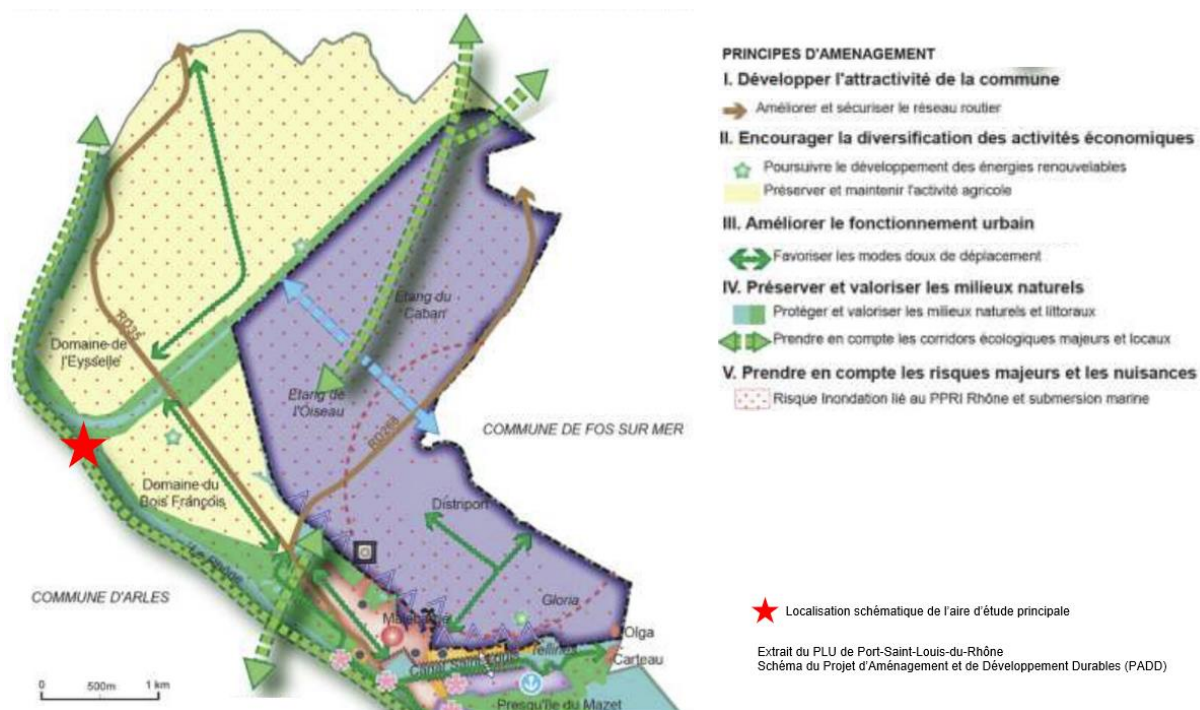 PRINCIPES D'AMENAGEMENT
I. Développer l'attractivité de la commune
Améliorer et sécuriser le réseau routier
II. Encourager la diversification des activités économiques
Poursuivre le développement des énergies renouvelables
Préserver et maintenir l'activité agricole
III. Améliorer le fonctionnement urbain
Favoriser les modes doux de déplacement
IV. Préserver et valoriser les milieux naturels
Protéger et valoriser les milieux naturels et littoraux
Prendre en compte les corridors écologiques majeurs et locaux
V. Prendre en compte les risques majeurs et les nuisances
Risque Inondation lié au PPRI Rhône et submersion marine
Etang du
Caban
RD35
Domaine de
l'Eysselle
Etang de
l'Oiseau
RD268
COMMUNE DE FOS SUR MER
Domaine du
Bois François
Distriport
Le Rhône
COMMUNE D'ARLES
Gloria
Olga
Carteau
Presqu'île du Mazet
0 500m 1 km
Localisation schématique de l'aire d'étude principale
Extrait du PLU de Port-Saint-Louis-du-Rhône
Schéma du Projet d'Aménagement et de Développement Durables (PADD)